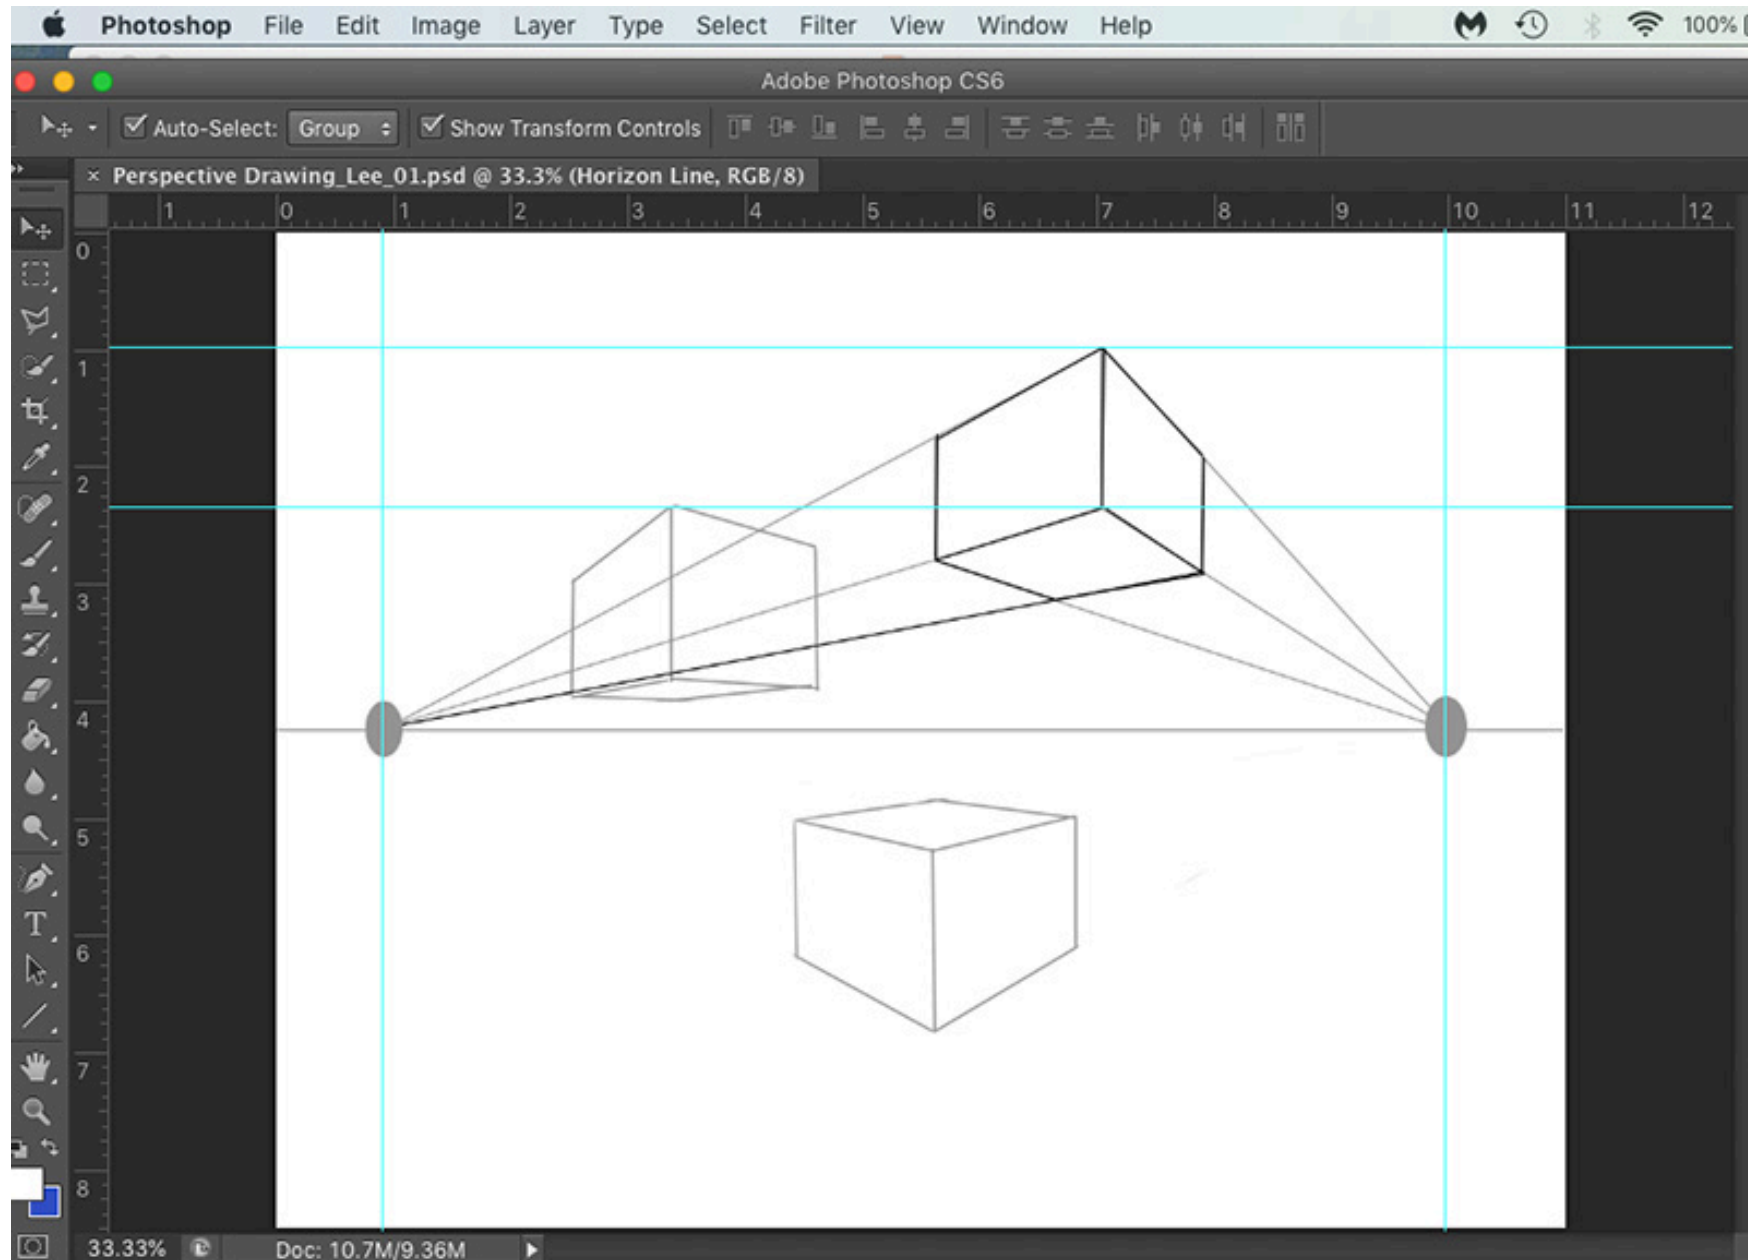 Photoshop File Edit Image Layer Type Select Filter View Window Help 100%
Adobe Photoshop CS6
Auto-Select: Group Show Transform Controls
× Perspective Drawing_Lee_01.psd @ 33.3% (Horizon Line, RGB/8)
1 0 1 2 3 4 5 6 7 8 9 10 11 12
0
1
2
3
4
5
6
7
8
T
33.33% Doc: 10.7M/9.36M